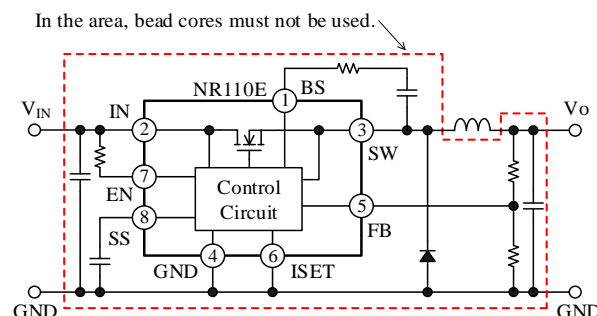 In the area, bead cores must not be used.
NR110E
1
BS
VIN
IN
2
3
SW
Vo
7
EN
Control
Circuit
5
FB
8
SS
4
GND
6
ISET
GND
GND